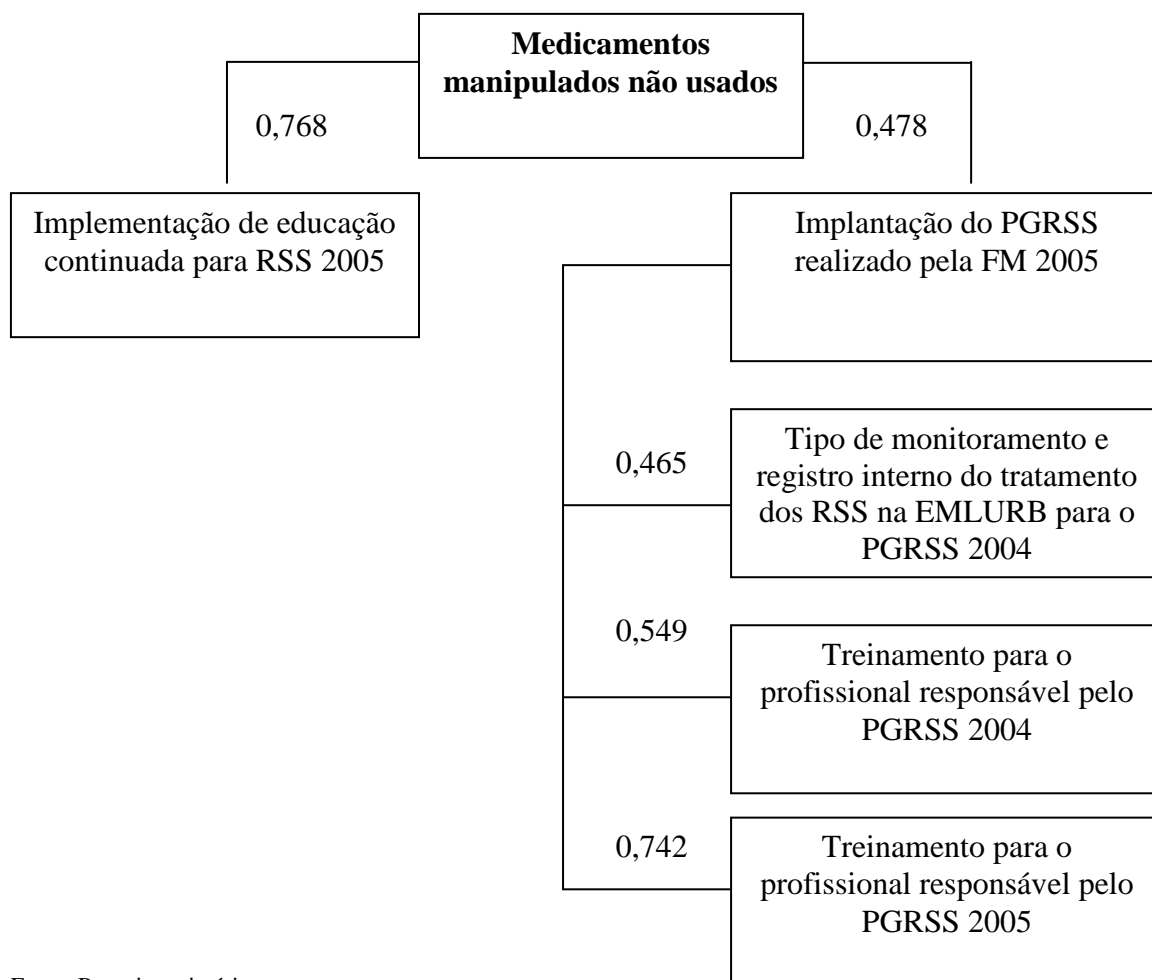 Medicamentos
manipulados não usados
0,768
0,478
Implementação de educação
continuada para RSS 2005
Implantação do PGRSS
realizado pela FM 2005
0,465
Tipo de monitoramento e
registro interno do tratamento
dos RSS na EMLURB para o
PGRSS 2004
0,549
Treinamento para o
profissional responsável pelo
PGRSS 2004
0,742
Treinamento para o
profissional responsável pelo
PGRSS 2005